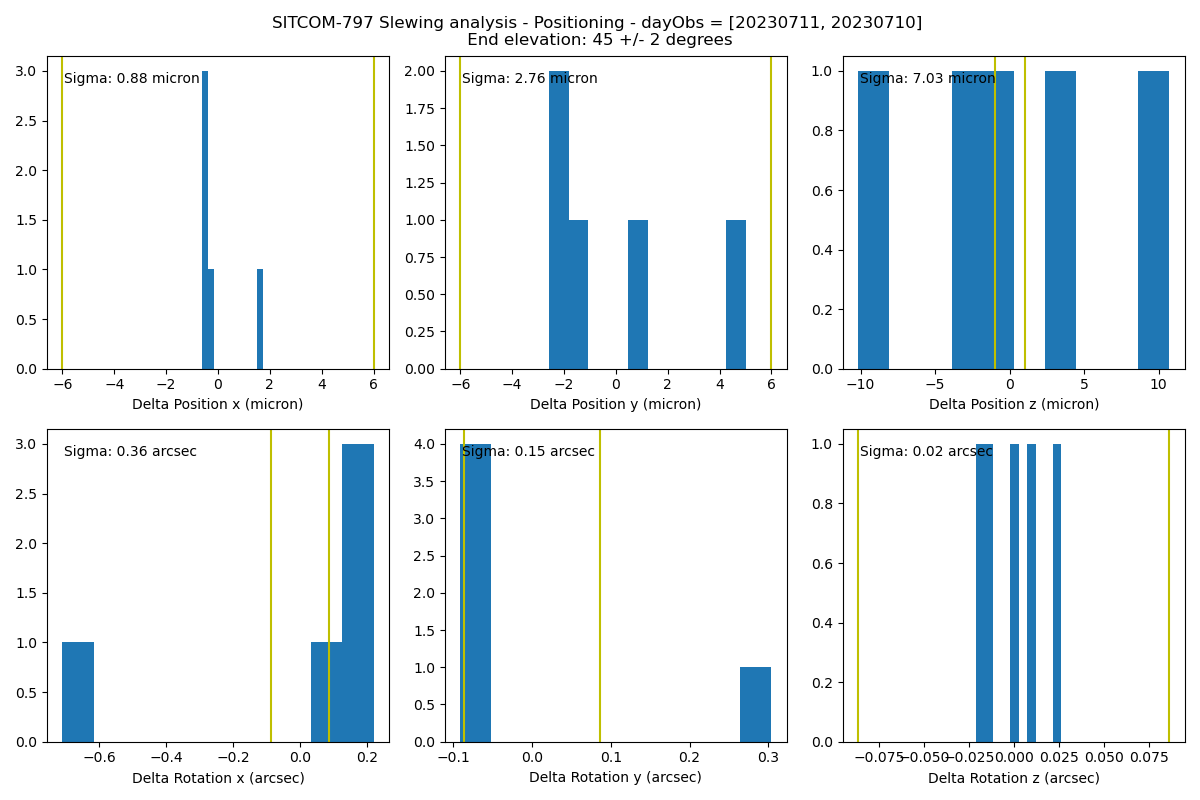 SITCOM-797 Slewing analysis - Positioning - dayObs = [20230711, 20230710]
End elevation: 45 +/- 2 degrees
Sigma: 0.88 micron
3.0
2.5
2.0
1.5
1.0
0.5
0.0
−6 −4 −2 0 2 4 6
Delta Position x (micron)
Sigma: 2.76 micron
2.00
1.75
1.50
1.25
1.00
0.75
0.50
0.25
0.00
−6 −4 −2 0 2 4 6
Delta Position y (micron)
Sigma: 7.03 micron
1.0
0.8
0.6
0.4
0.2
0.0
−10 −5 0 5 10
Delta Position z (micron)
Sigma: 0.36 arcsec
3.0
2.5
2.0
1.5
1.0
0.5
0.0
−0.6 −0.4 −0.2 0.0 0.2
Delta Rotation x (arcsec)
Sigma: 0.15 arcsec
4.0
3.5
3.0
2.5
2.0
1.5
1.0
0.5
0.0
−0.1 0.0 0.1 0.2 0.3
Delta Rotation y (arcsec)
Sigma: 0.02 arcsec
1.0
0.8
0.6
0.4
0.2
0.0
−0.075 −0.050 −0.025 0.000 0.025 0.050 0.075
Delta Rotation z (arcsec)